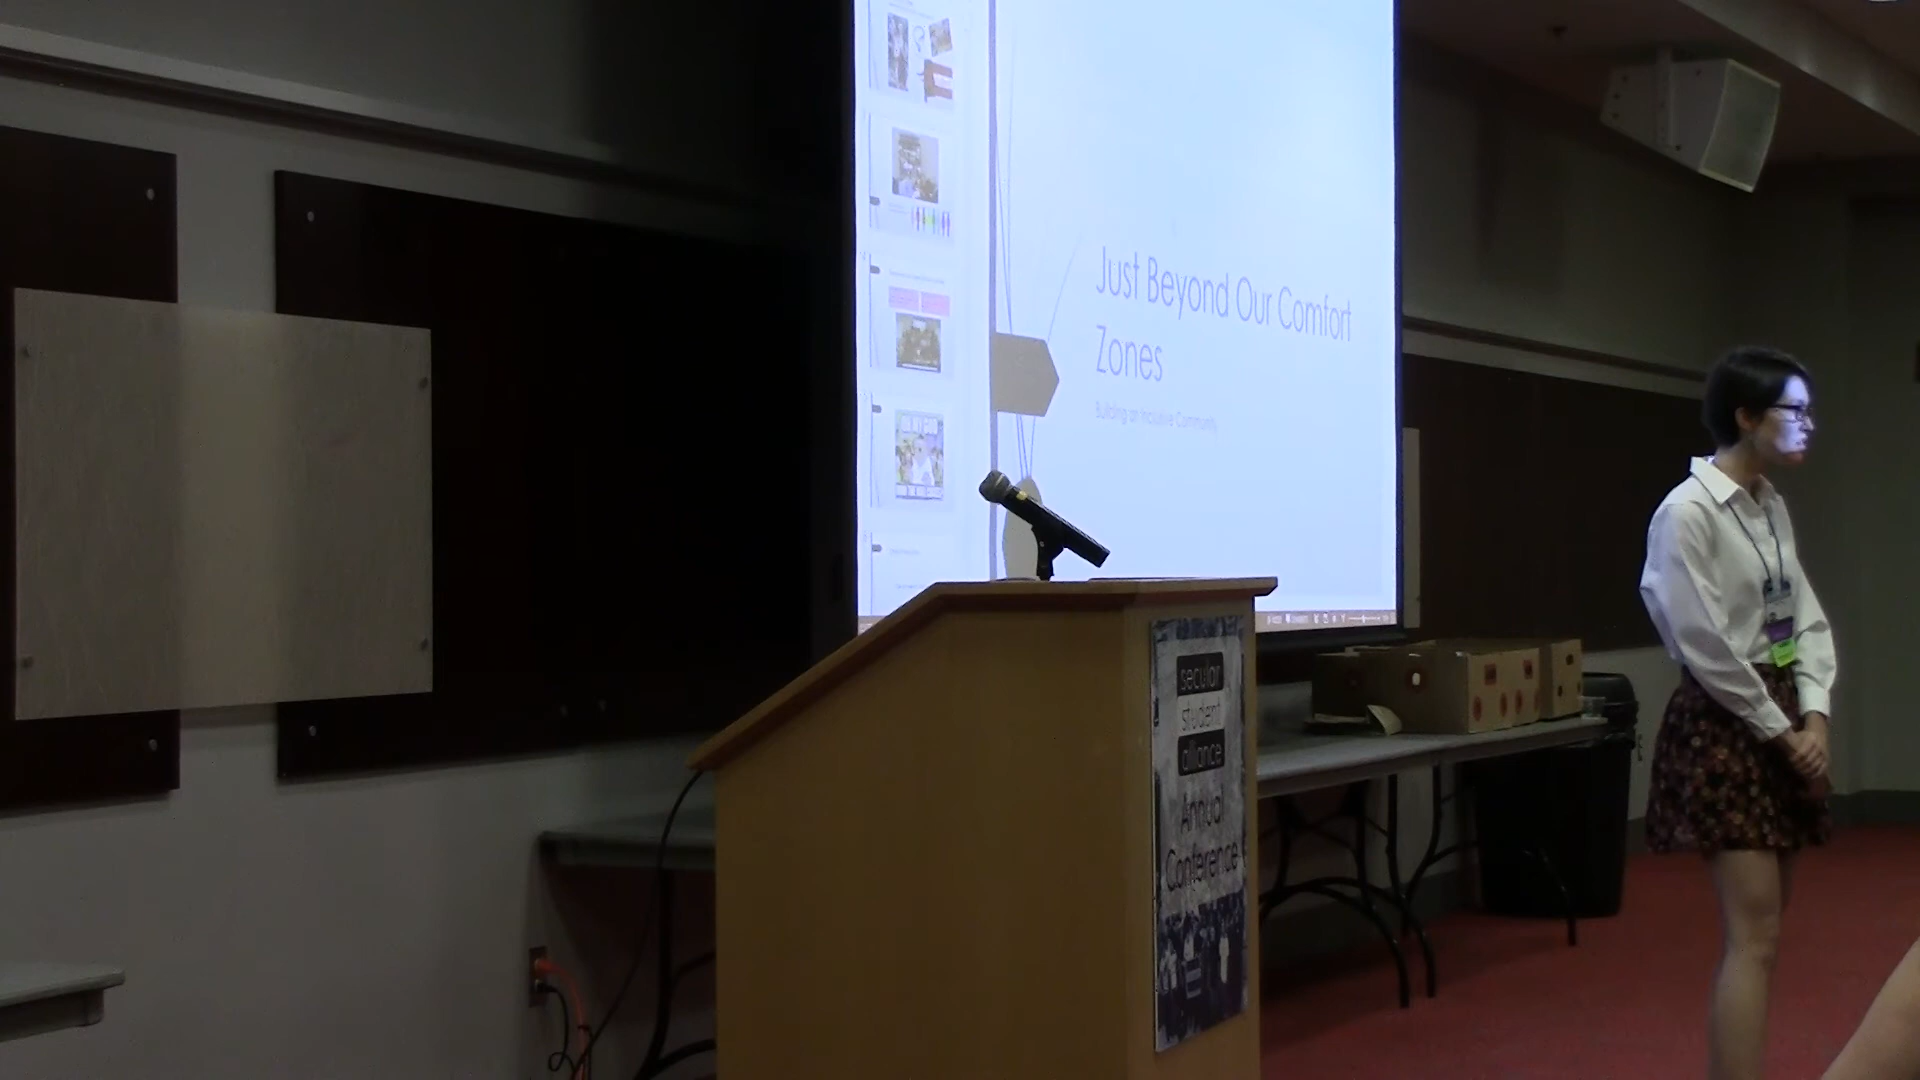 Just Beyond Our Comfort
Zones
Building an Inclusive Community
secular
student
alliance
Annual
Conference